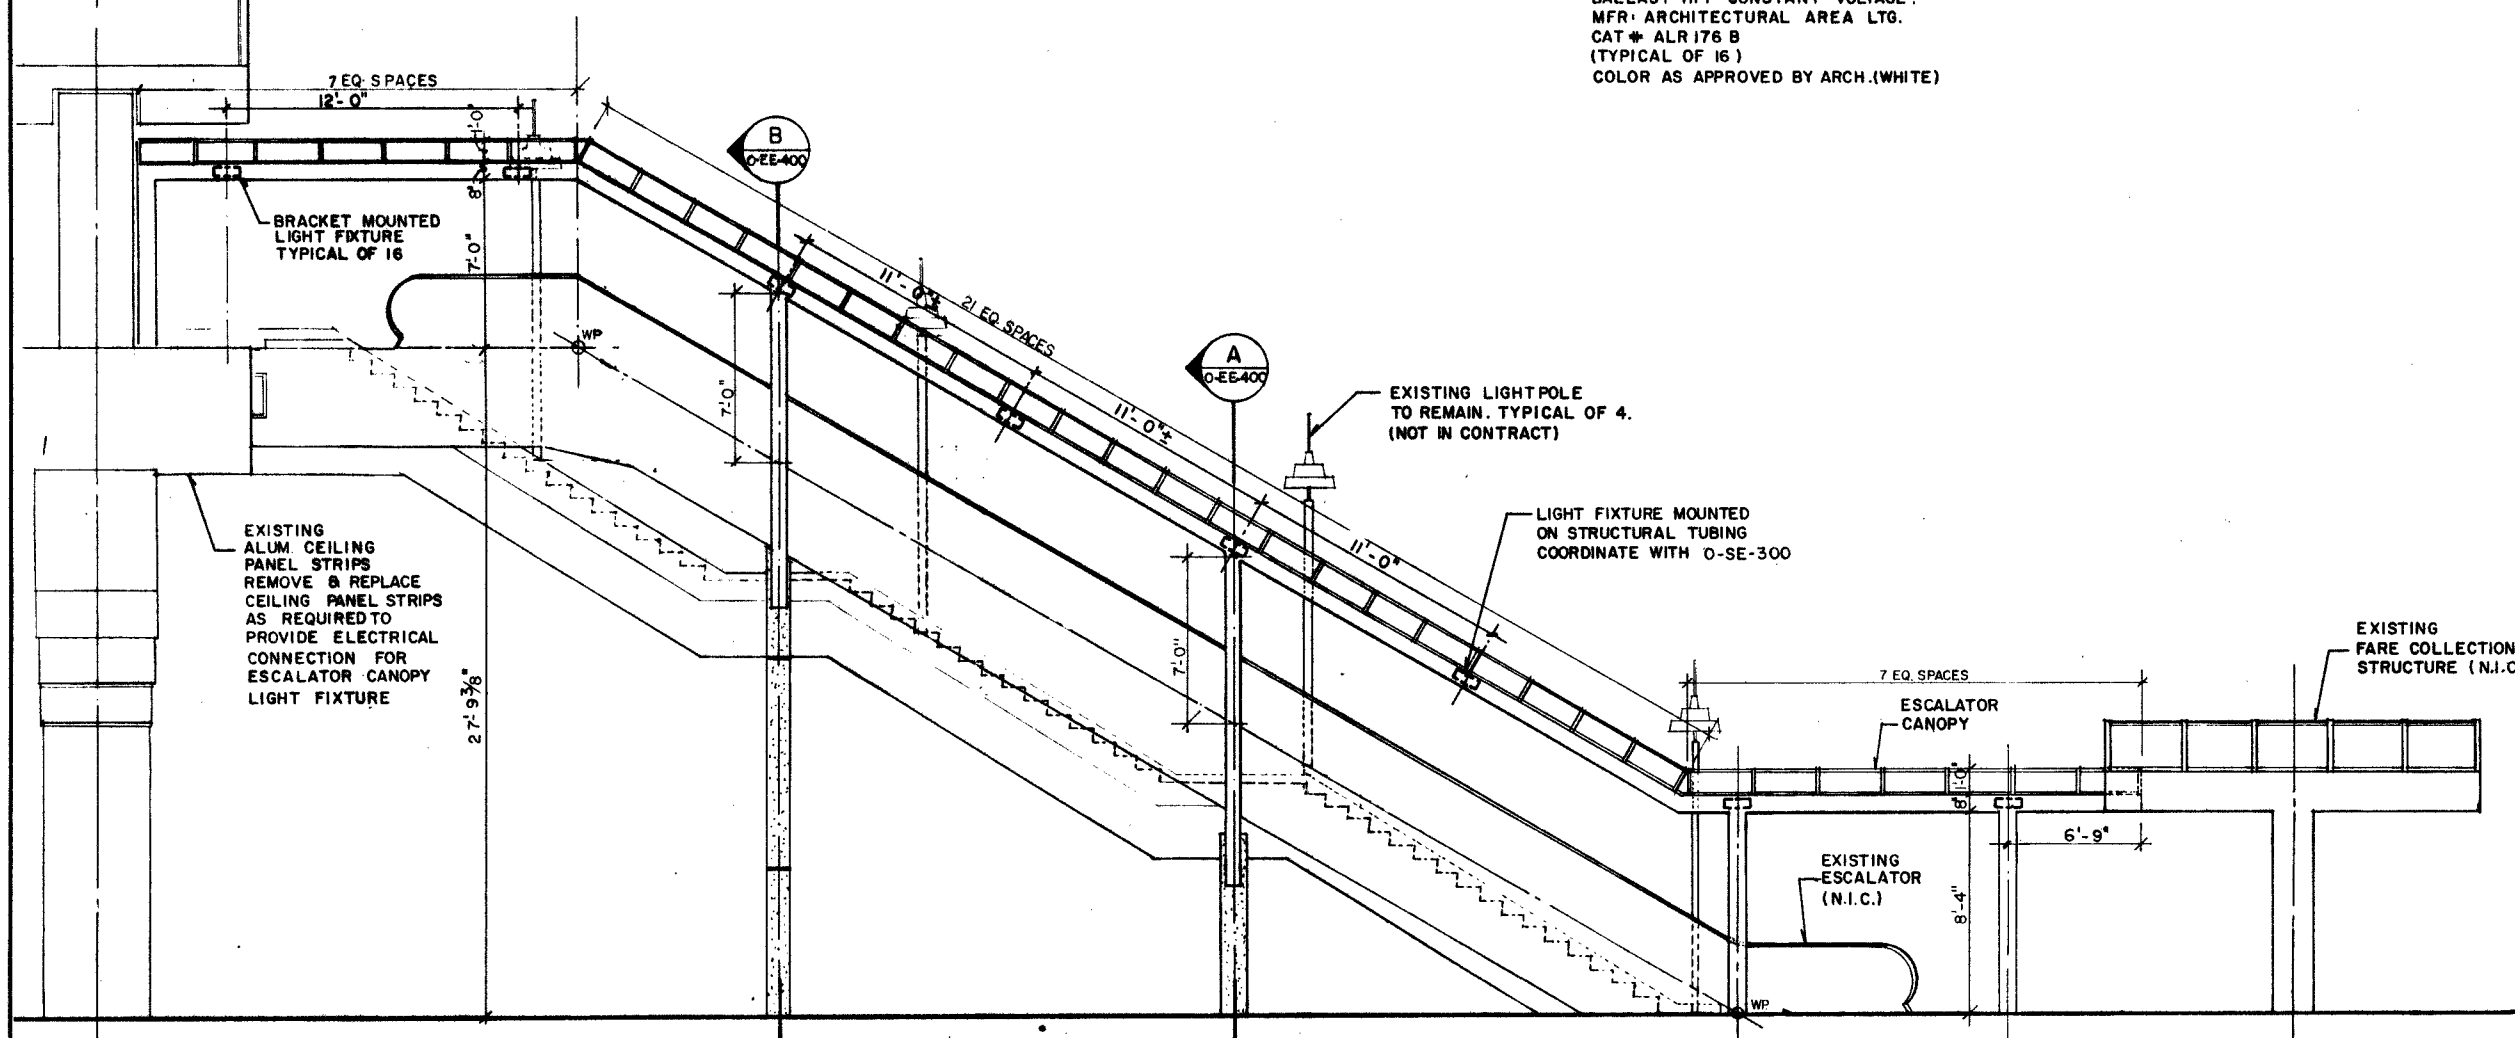 BALLAST HPF CONSTANT VOLTAGE.
MFR: ARCHITECTURAL AREA LTG.
CAT # ALR 176 B
(TYPICAL OF 16)
COLOR AS APPROVED BY ARCH.(WHITE)
7 EQ. SPACES
12'-0"
1'-0"
8"
7'-0"
B
O-EE-400
BRACKET MOUNTED
LIGHT FIXTURE
TYPICAL OF 16
WP
11'-0"±
21 EQ. SPACES
7'-0"
A
O-EE-400
11'-0"±
EXISTING LIGHT POLE
TO REMAIN. TYPICAL OF 4.
(NOT IN CONTRACT)
LIGHT FIXTURE MOUNTED
ON STRUCTURAL TUBING
COORDINATE WITH O-SE-300
11'-0"
7'-0"
EXISTING
ALUM. CEILING
PANEL STRIPS
REMOVE & REPLACE
CEILING PANEL STRIPS
AS REQUIRED TO
PROVIDE ELECTRICAL
CONNECTION FOR
ESCALATOR CANOPY
LIGHT FIXTURE
27'-9 3/8"
EXISTING
FARE COLLECTION
STRUCTURE (N.I.C
7 EQ. SPACES
ESCALATOR
CANOPY
1'-0"
8"
6'-9"
EXISTING
ESCALATOR
(N.I.C.)
8'-4"
WP.